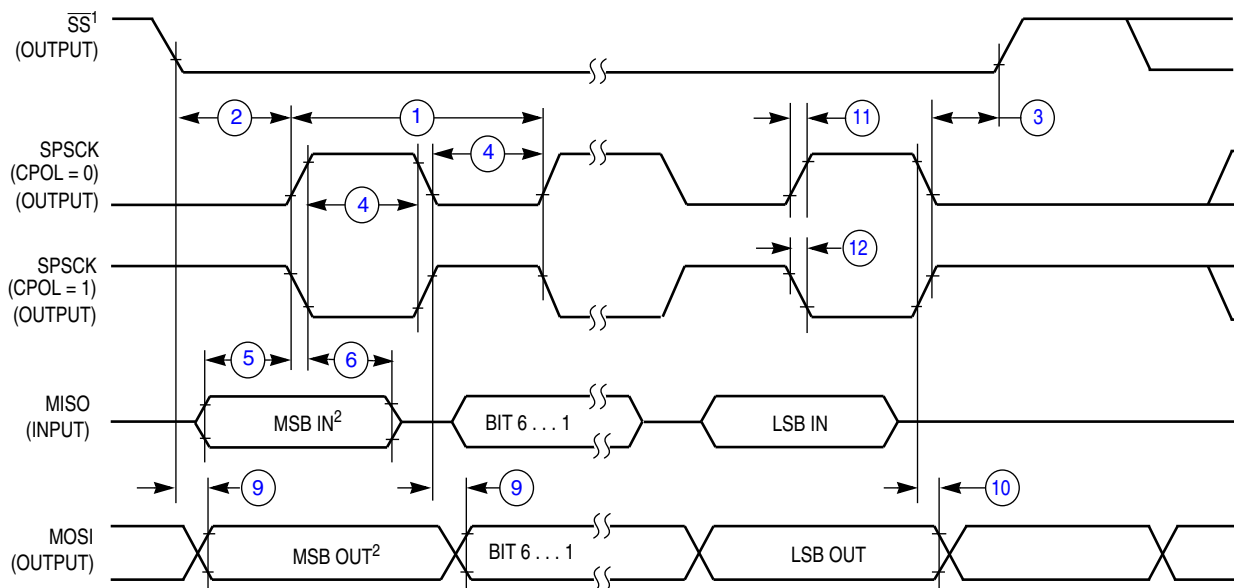 SS¹
(OUTPUT)
2
1
11
3
SPSCK
(CPOL = 0)
(OUTPUT)
4
4
SPSCK
(CPOL = 1)
(OUTPUT)
12
5
6
MISO
(INPUT)
MSB IN²
BIT 6 . . . 1
LSB IN
9
9
10
MOSI
(OUTPUT)
MSB OUT²
BIT 6 . . . 1
LSB OUT